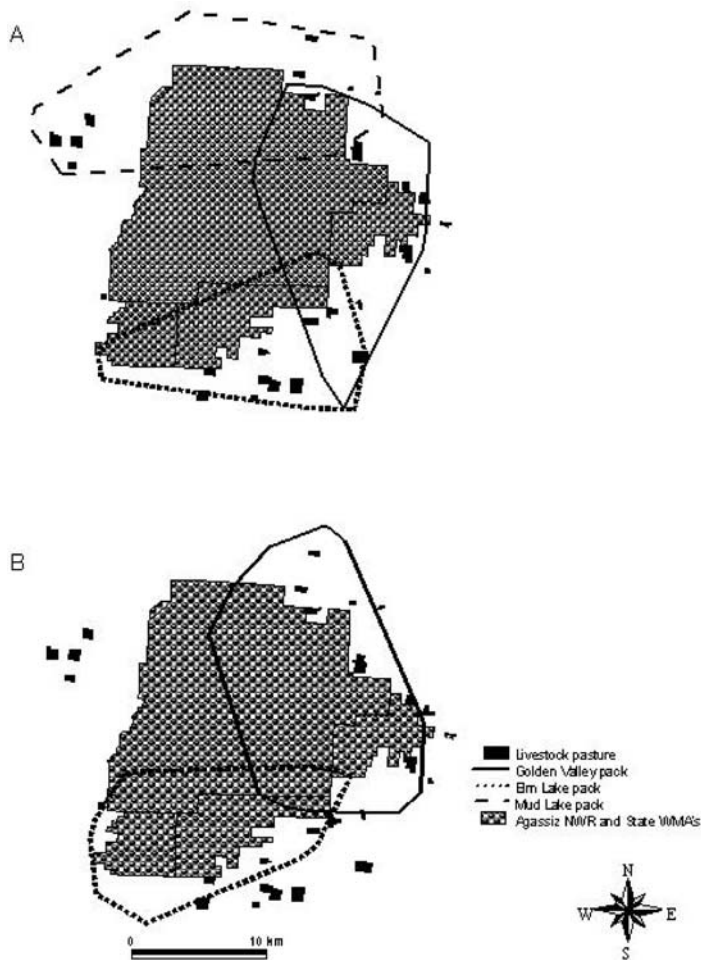 A
B
Livestock pasture
Golden Valley pack
Elm Lake pack
Mud Lake pack
Agassiz NWR and State WMA's
N
W E
S
0 10 km